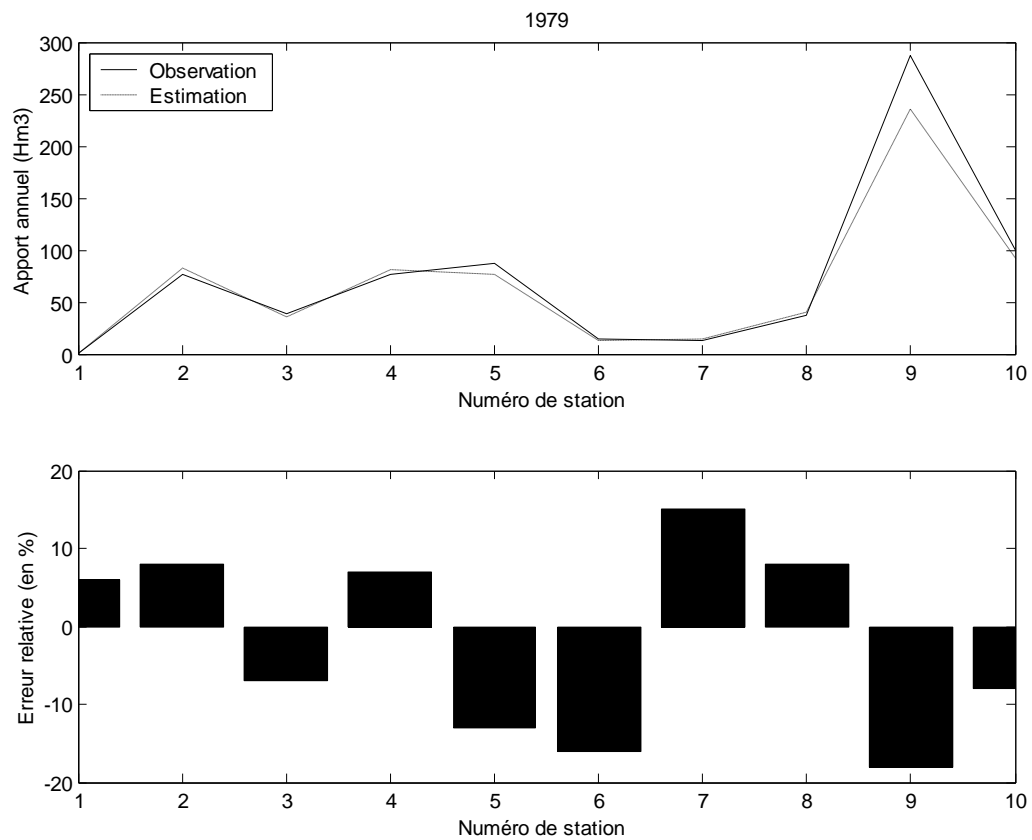 1979
Observation
Estimation
Apport annuel (Hm3)
300
250
200
150
100
50
0
1 2 3 4 5 6 7 8 9 10
Numéro de station
Erreur relative (en %)
20
10
0
-10
-20
1 2 3 4 5 6 7 8 9 10
Numéro de station